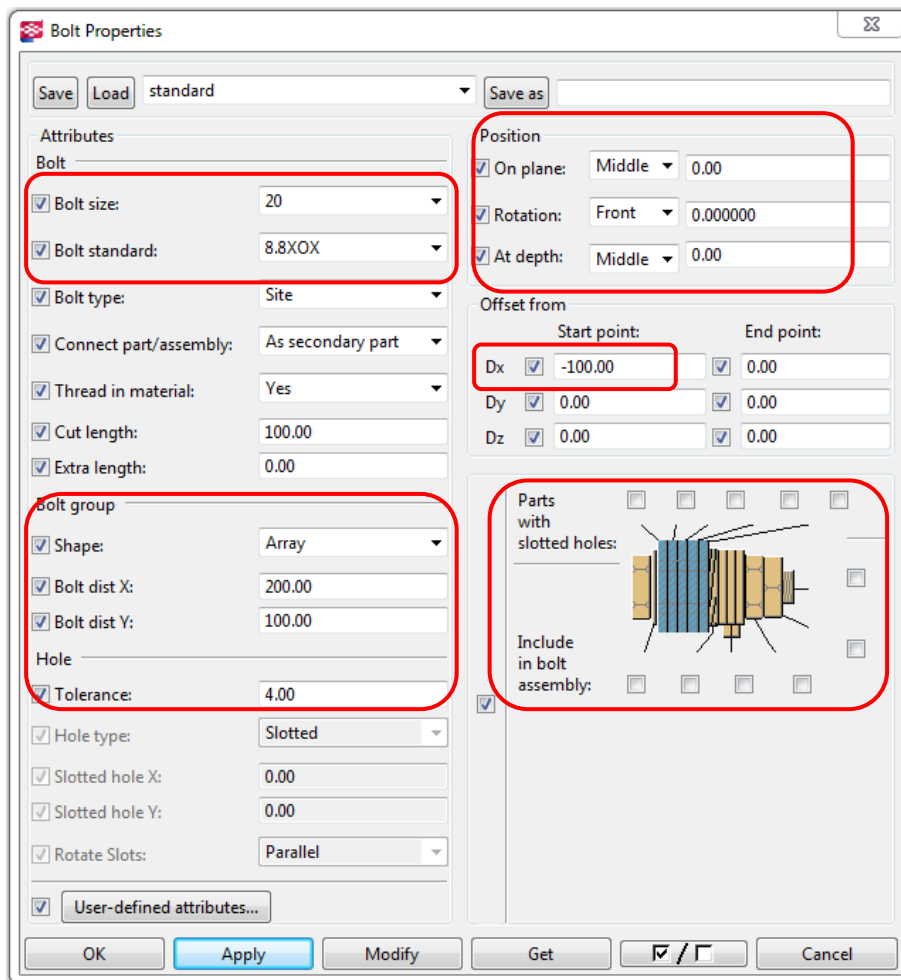 Bolt Properties
Save Load standard Save as
Attributes
Bolt
Bolt size: 20
Bolt standard: 8.8XOX
Bolt type: Site
Connect part/assembly: As secondary part
Thread in material: Yes
Cut length: 100.00
Extra length: 0.00
Bolt group
Shape: Array
Bolt dist X: 200.00
Bolt dist Y: 100.00
Hole
Tolerance: 4.00
Hole type: Slotted
Slotted hole X: 0.00
Slotted hole Y: 0.00
Rotate Slots: Parallel
User-defined attributes...
Position
On plane: Middle 0.00
Rotation: Front 0.000000
At depth: Middle 0.00
Offset from
Start point: End point:
Dx -100.00 0.00
Dy 0.00 0.00
Dz 0.00 0.00
Parts
with
slotted holes:
Include
in bolt
assembly:
OK Apply Modify Get / Cancel